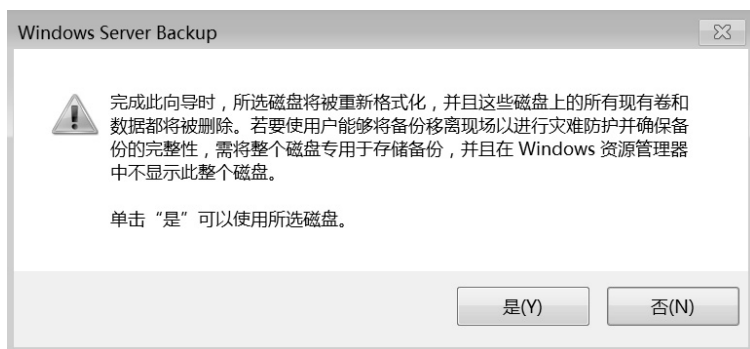 Windows Server Backup
完成此向导时，所选磁盘将被重新格式化，并且这些磁盘上的所有现有卷和
数据都将被删除。若要使用户能够将备份移离现场以进行灾难防护并确保备
份的完整性，需将整个磁盘专用于存储备份，并且在 Windows 资源管理器
中不显示此整个磁盘。
单击“是”可以使用所选磁盘。
是(Y)
否(N)